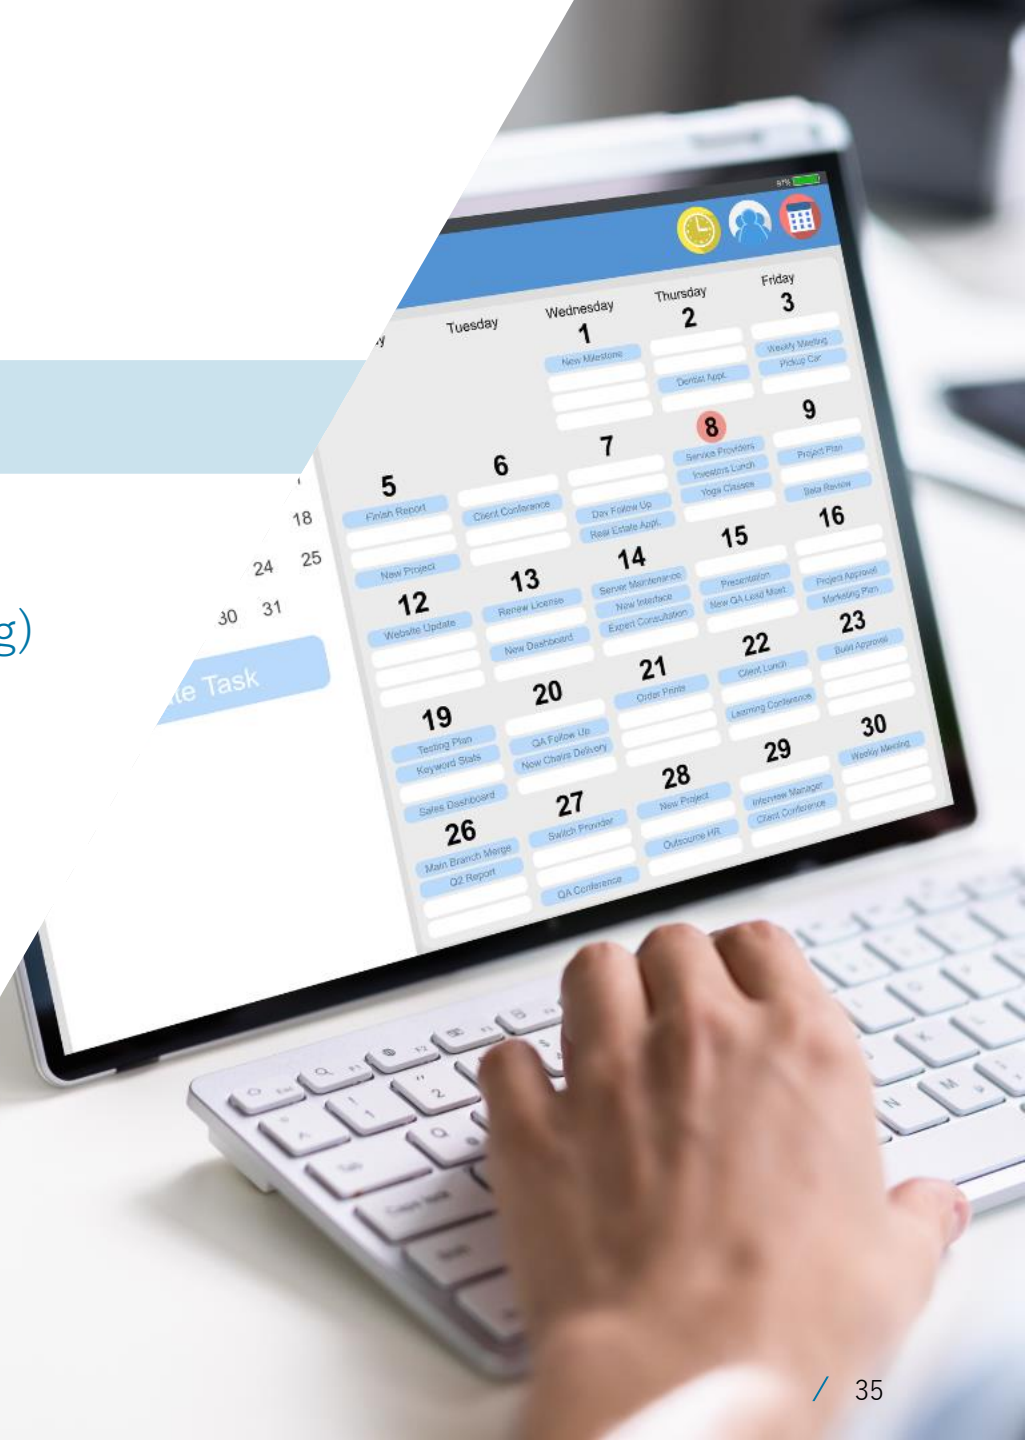 97%
Tuesday
Wednesday
Thursday
Friday
1
2
3
New Milestone
Weekly Meeting
Dentist Appt.
Pickup Car
5
6
7
8
9
Finish Report
Client Conference
Dev Follow Up
Real Estate Appt.
Service Providers
Investors Lunch
Yoga Classes
Project Plan
Beta Review
New Project
12
13
14
15
16
Website Update
Renew License
New Dashboard
Server Maintenance
New Interface
Expert Consultation
Presentation
New QA Lead Meet
Project Approval
Marketing Plan
19
20
21
22
23
Testing Plan
Keyword Stats
Sales Dashboard
QA Follow Up
New Chairs Delivery
Order Prints
Client Lunch
Learning Conference
Build Approval
26
27
28
29
30
Main Branch Merge
Q2 Report
Switch Provider
QA Conference
New Project
Outsource HR
Interview Manager
Client Conference
Weekly Meeting
18
24 25
30 31
g)
te Task
/ 35